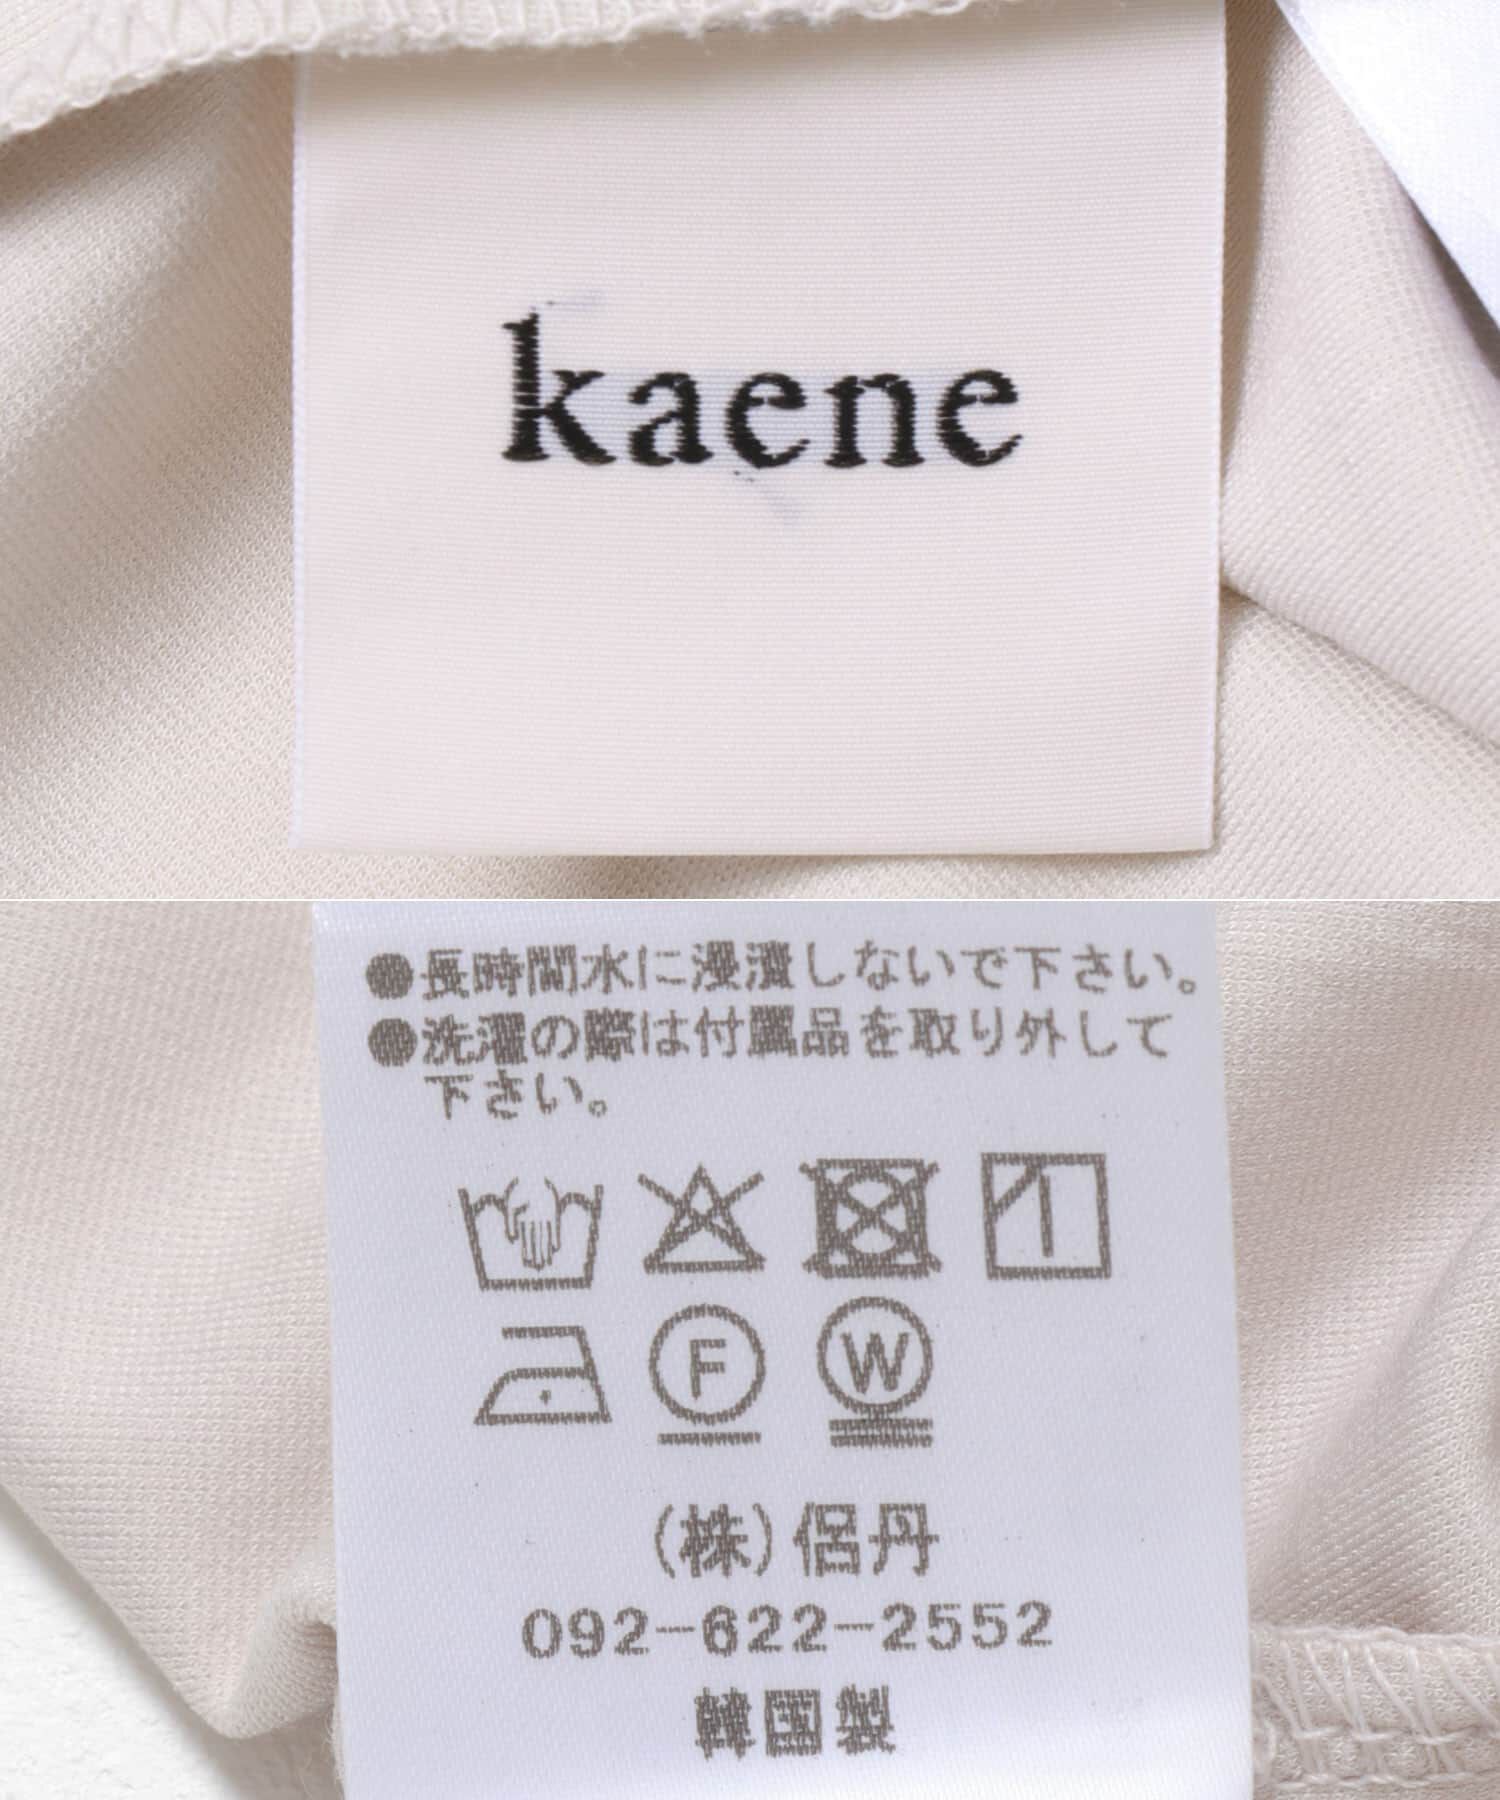 kaene
●長時間水に浸漬しないで下さい。
●洗濯の際は付属品を取り外して
下さい。
F
W
(株)侶丹
092-622-2552
韓国製